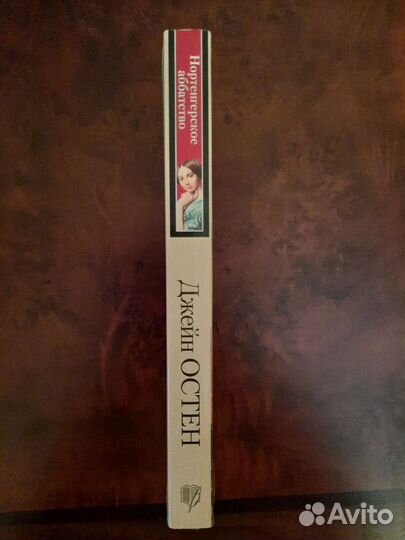 Нортенгерское
аббатство
Джейн ОСТЕН
Avito